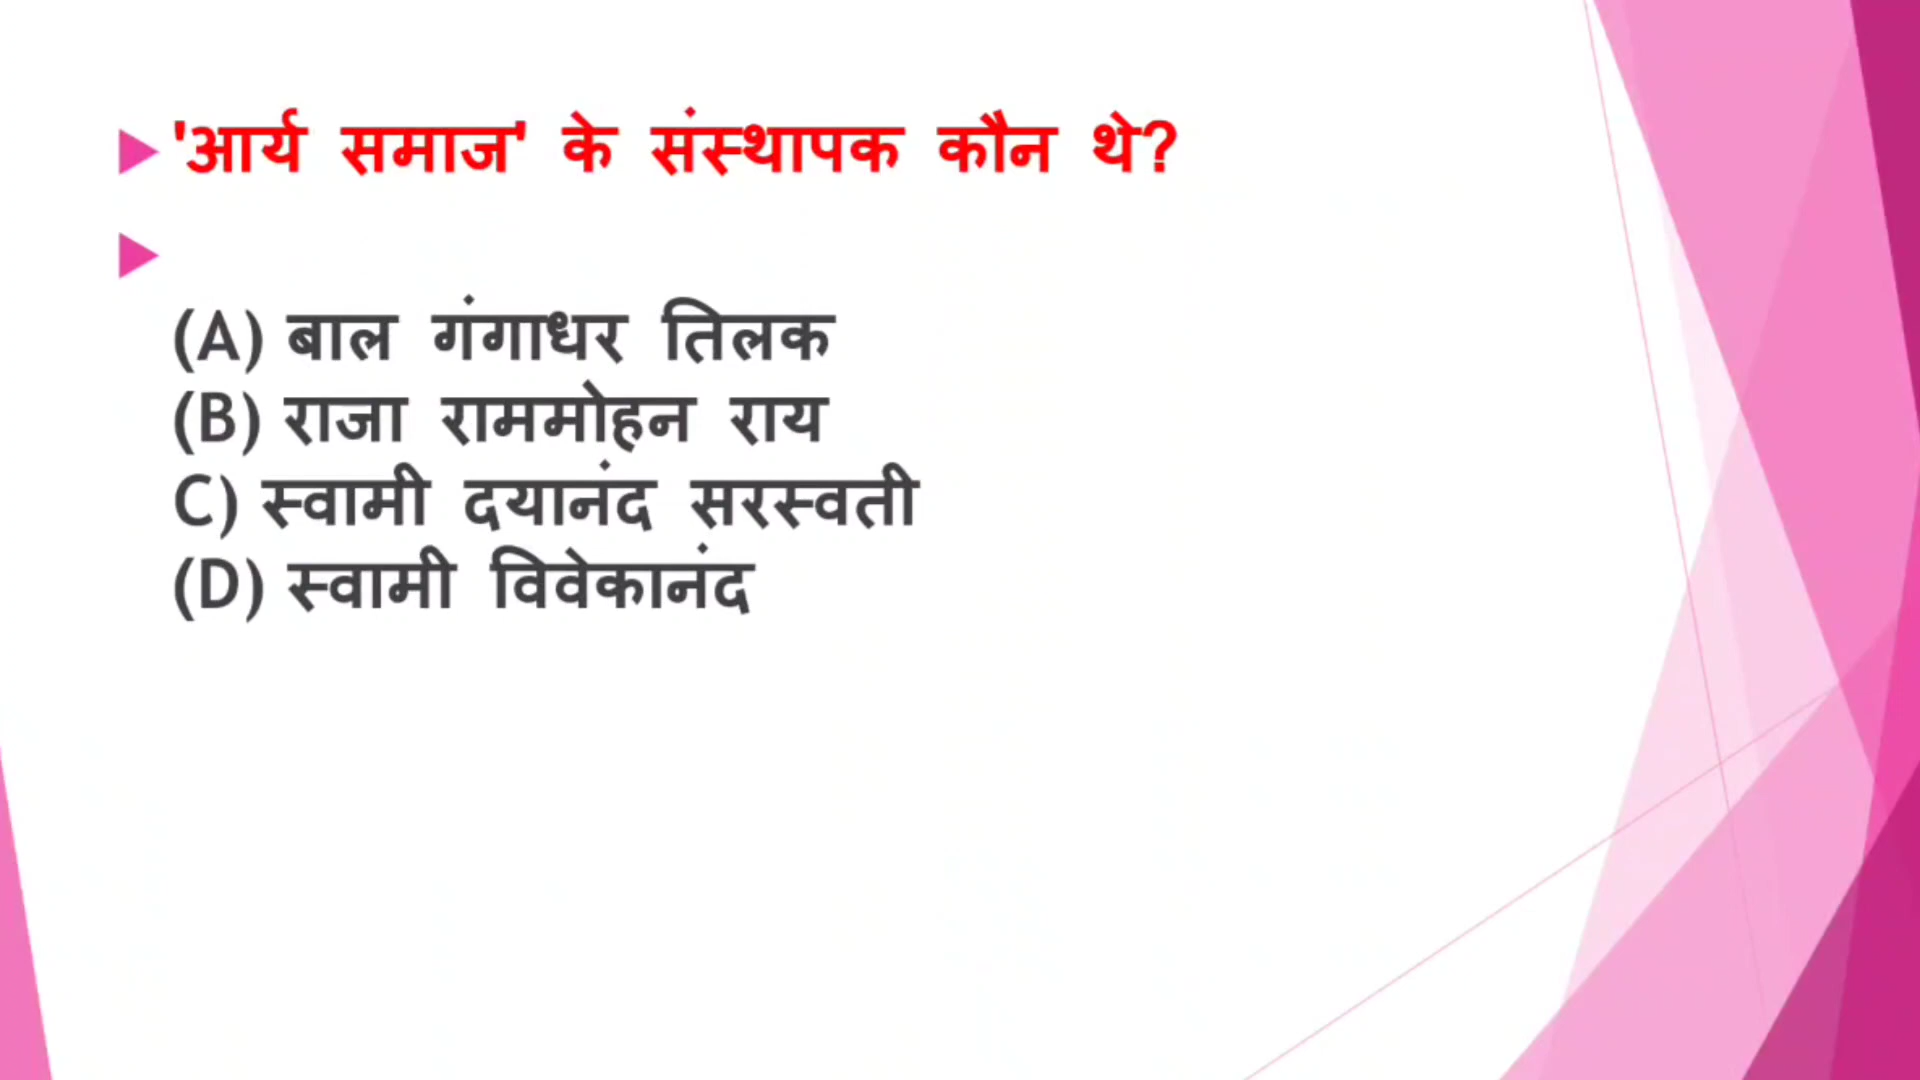 'आर्य समाज' के संस्थापक कौन थे?
(A) बाल गंगाधर तिलक
(B) राजा राममोहन राय
C) स्वामी दयानंद सरस्वती
(D) स्वामी विवेकानंद